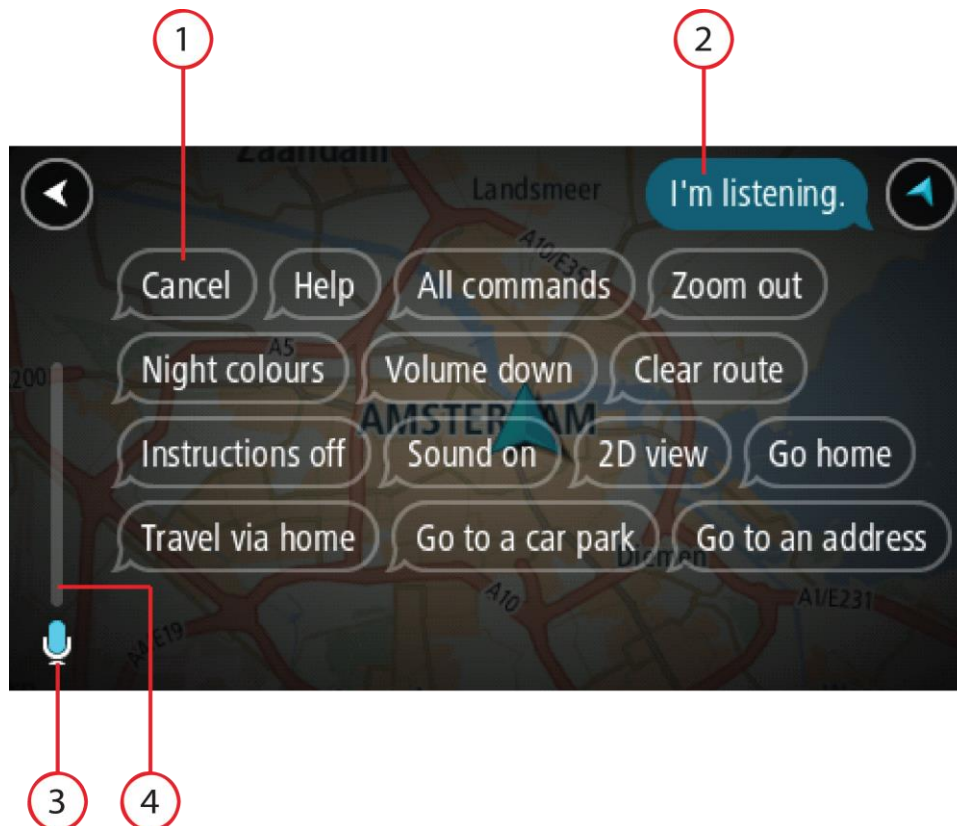 1 2
Zaandam
Landsmeer
I'm listening.
A10/E35
Cancel Help All commands Zoom out
A5
200
Night colours Volume down Clear route
AMSTERDAM
Instructions off Sound on 2D view Go home
Travel via home Go to a car park Go to an address
Diemen
A10
A1/E231
A4/E19
3 4